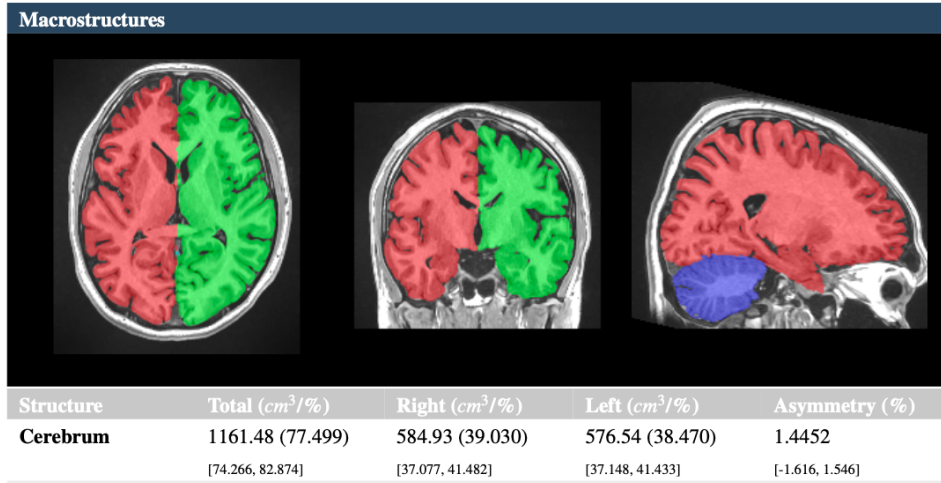 Macrostructures
Structure Total (cm³/%) Right (cm³/%) Left (cm³/%) Asymmetry (%)
Cerebrum 1161.48 (77.499) 584.93 (39.030) 576.54 (38.470) 1.4452
[74.266, 82.874] [37.077, 41.482] [37.148, 41.433] [-1.616, 1.546]